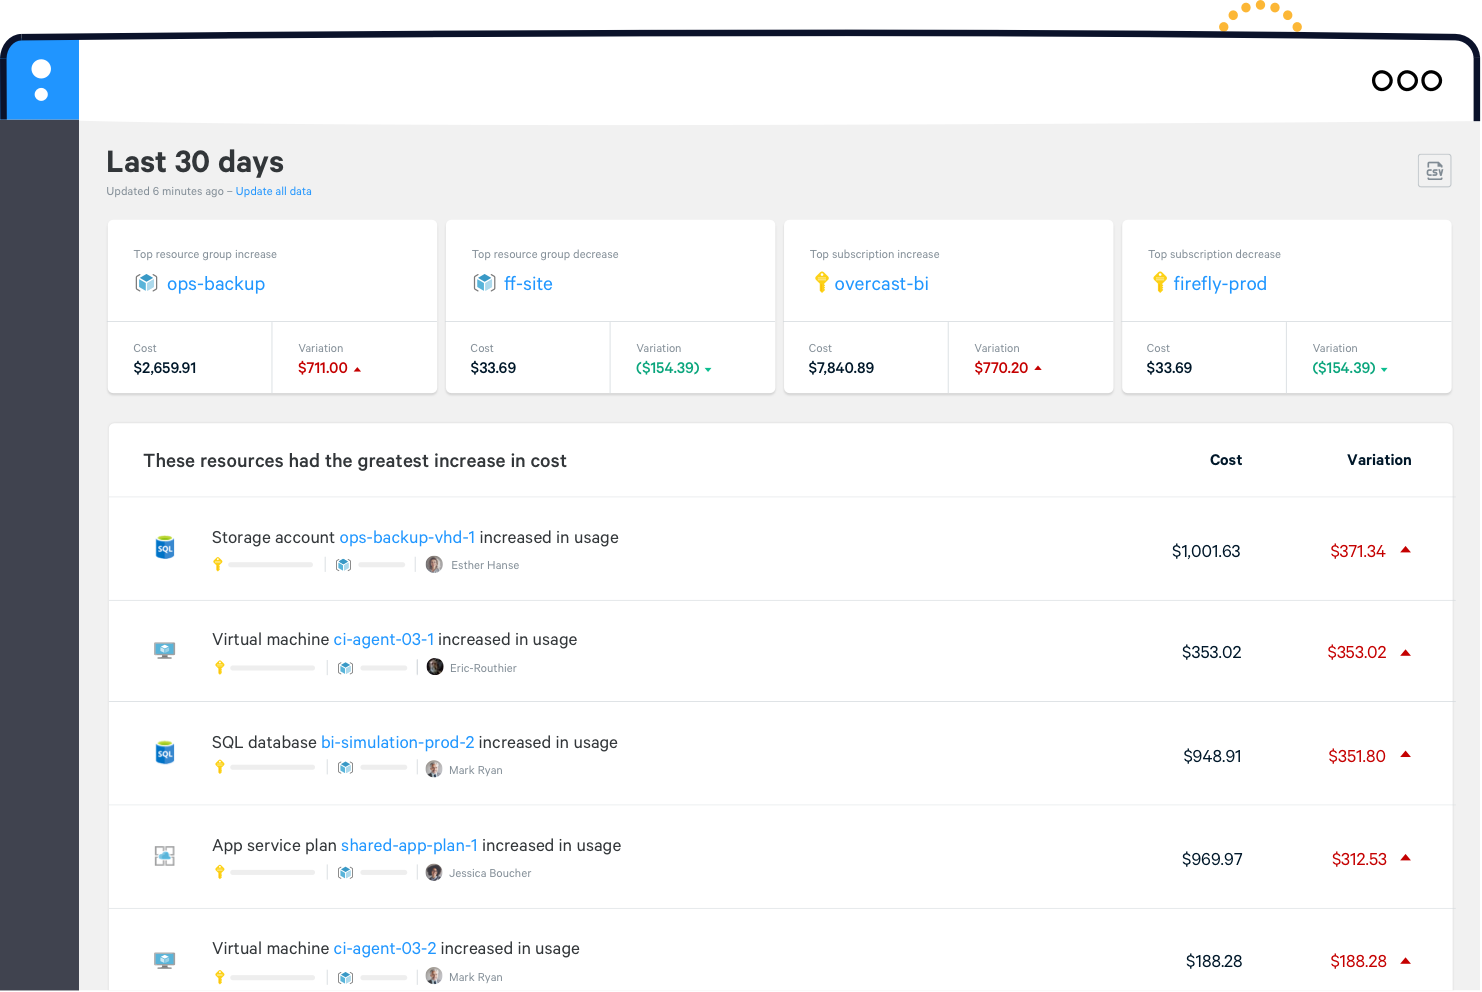 CSV
Last 30 days
Updated 6 minutes ago – Update all data
Top resource group increase
ops-backup
Cost
$2,659.91
Variation
$711.00
Top resource group decrease
ff-site
Cost
$33.69
Variation
($154.39)
Top subscription increase
overcast-bi
Cost
$7,840.89
Variation
$770.20
Top subscription decrease
firefly-prod
Cost
$33.69
Variation
($154.39)
These resources had the greatest increase in cost
Cost
Variation
SQL
Storage account ops-backup-vhd-1 increased in usage
Esther Hanse
$1,001.63
$371.34
Virtual machine ci-agent-03-1 increased in usage
Eric-Routhier
$353.02
$353.02
SQL
SQL database bi-simulation-prod-2 increased in usage
Mark Ryan
$948.91
$351.80
App service plan shared-app-plan-1 increased in usage
Jessica Boucher
$969.97
$312.53
Virtual machine ci-agent-03-2 increased in usage
Mark Ryan
$188.28
$188.28